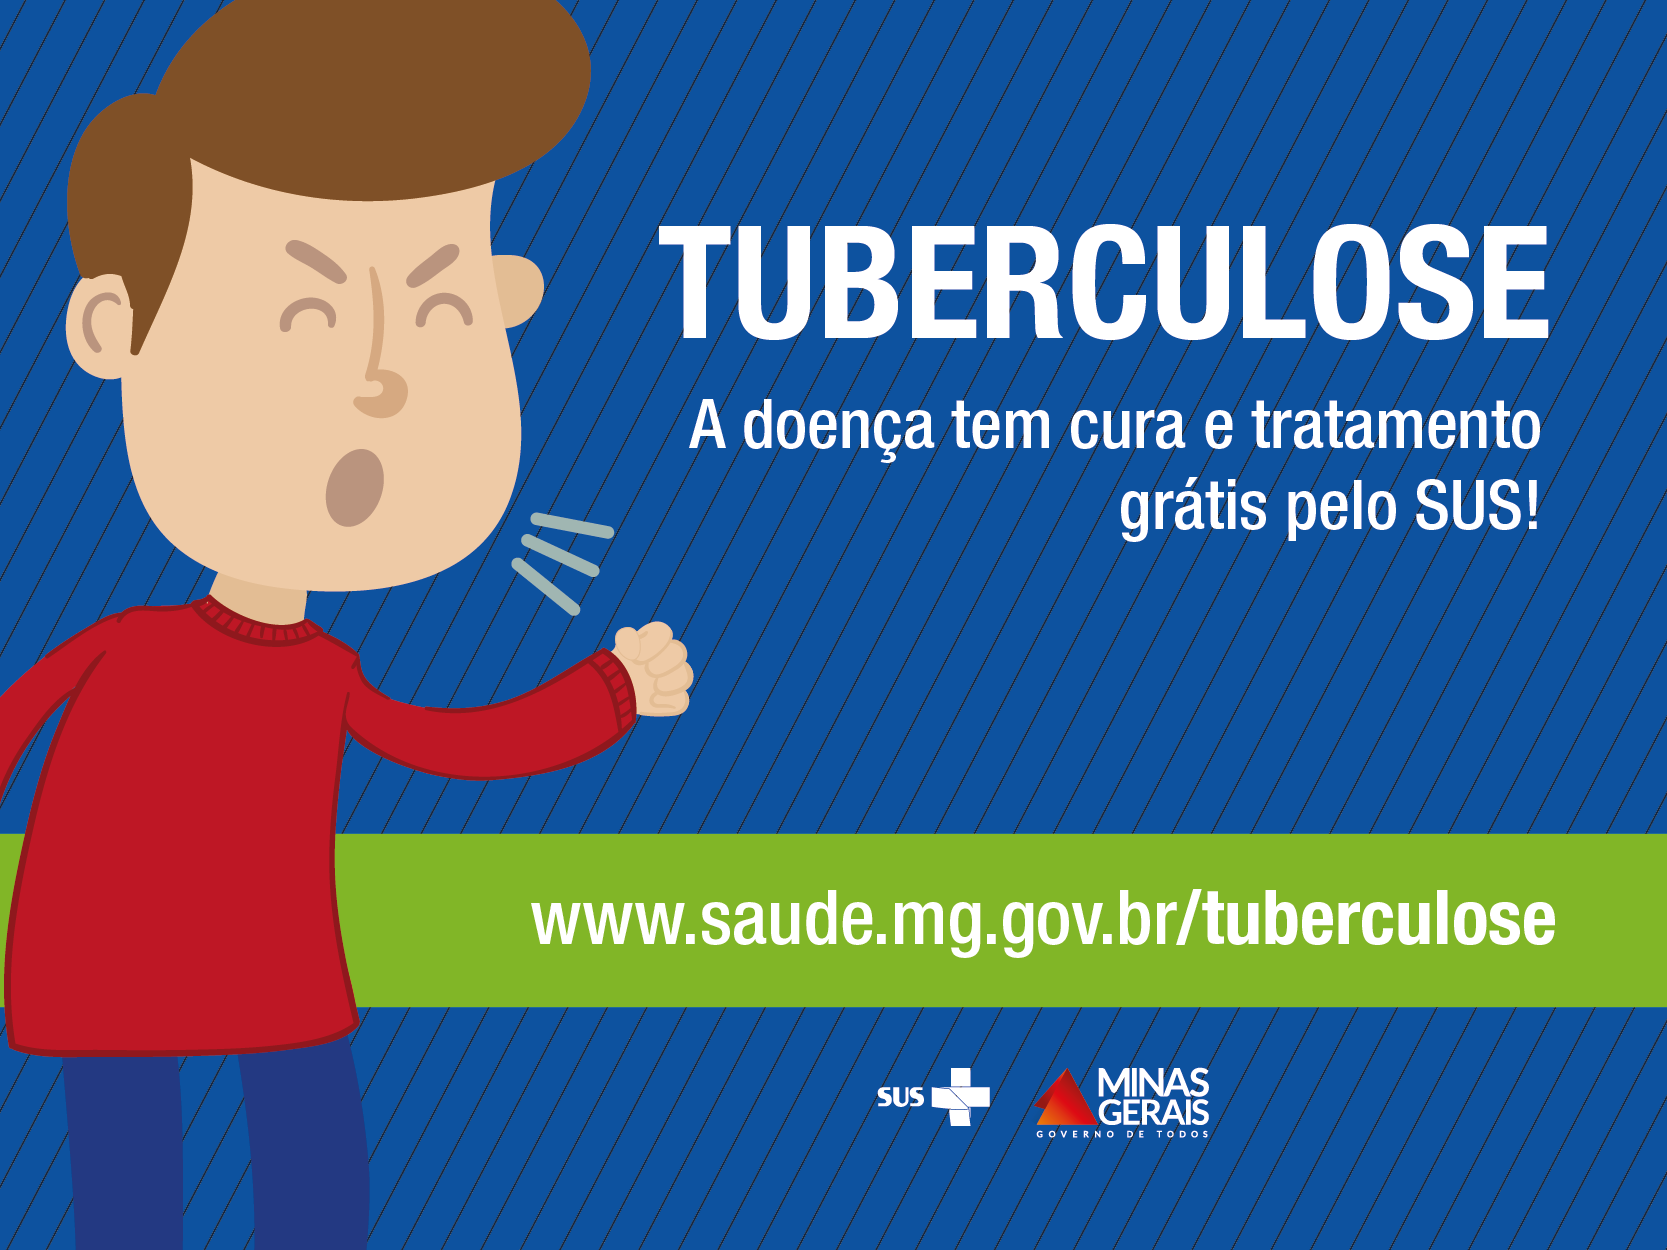 TUBERCULOSE
A doença tem cura e tratamento
grátis pelo SUS!
www.saude.mg.gov.br/tuberculose
SUS
MINAS
GERAIS
GOVERNO DE TODOS